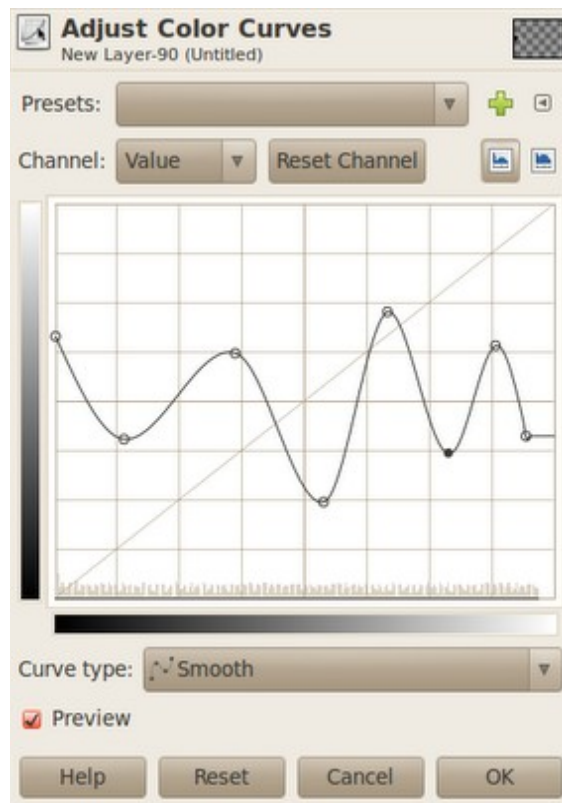 Adjust Color Curves
New Layer-90 (Untitled)
Presets:
Channel: Value Reset Channel
Curve type: Smooth
Preview
Help Reset Cancel OK